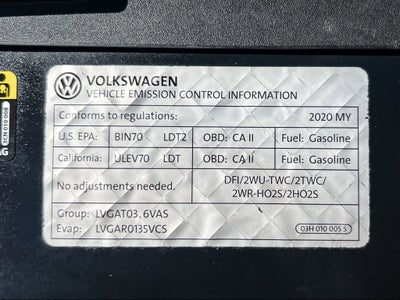 VOLKSWAGEN
VEHICLE EMISSION CONTROL INFORMATION
Conforms to regulations: 2020 MY
U.S. EPA: BIN70 LDT2 OBD: CA II Fuel: Gasoline
California: ULEV70 LDT OBD: CA II Fuel: Gasoline
No adjustments needed. DFI/2WU-TWC/2TWC/
2WR-HO2S/2HO2S
Group: LVGAT03.6VAS
Evap: LVGAR0135VCS
03H 010 005 S